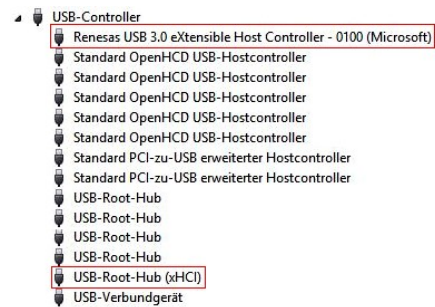 USB-Controller
Renesas USB 3.0 eXtensible Host Controller - 0100 (Microsoft)
Standard OpenHCD USB-Hostcontroller
Standard OpenHCD USB-Hostcontroller
Standard OpenHCD USB-Hostcontroller
Standard OpenHCD USB-Hostcontroller
Standard OpenHCD USB-Hostcontroller
Standard PCI-zu-USB erweiterter Hostcontroller
Standard PCI-zu-USB erweiterter Hostcontroller
USB-Root-Hub
USB-Root-Hub
USB-Root-Hub
USB-Root-Hub
USB-Root-Hub (xHCI)
USB-Verbundgerät